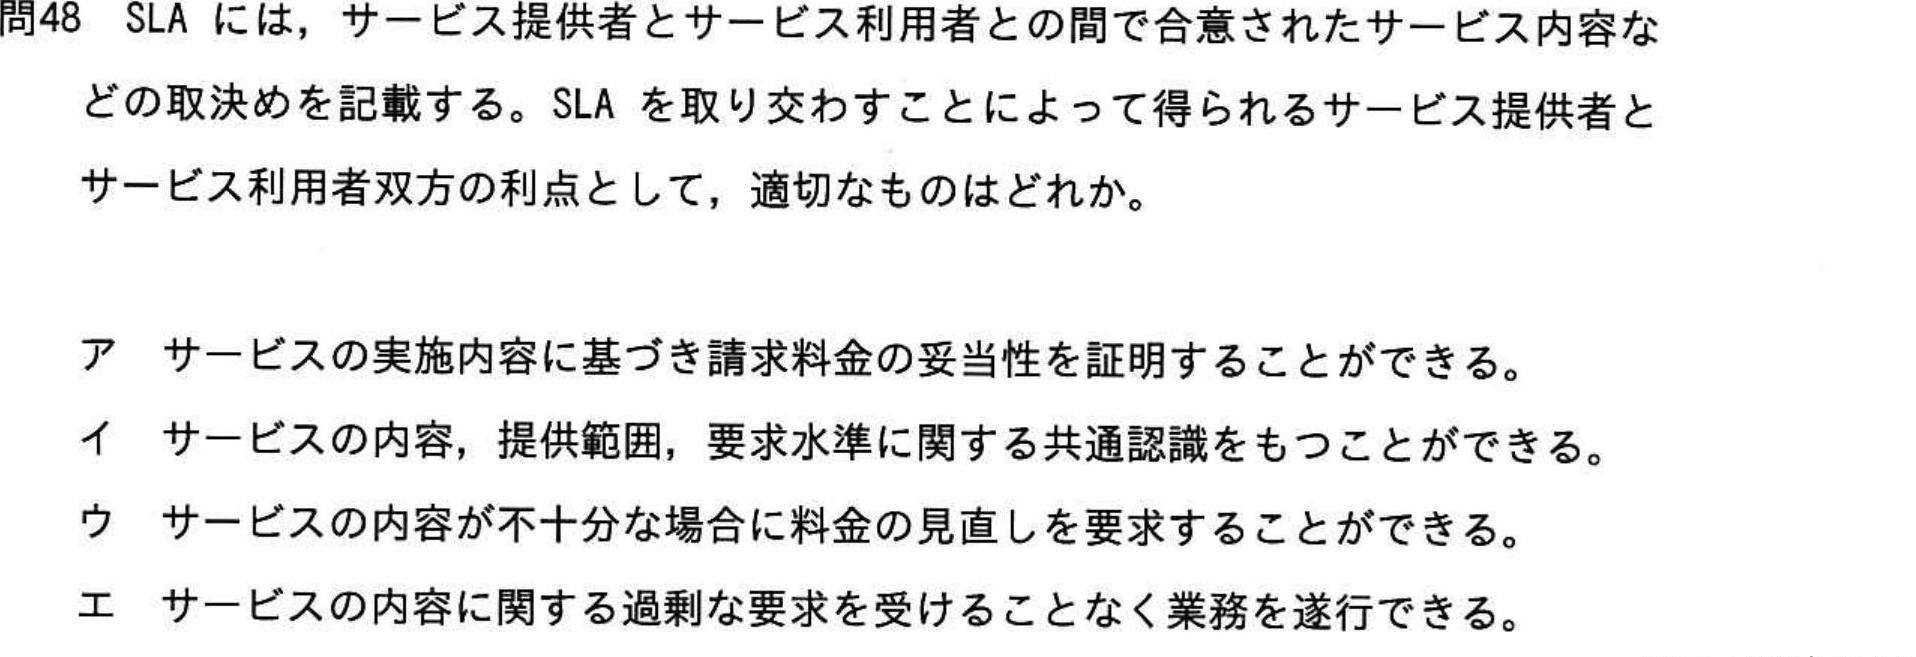 問48 SLA には，サービス提供者とサービス利用者との間で合意されたサービス内容な
どの取決めを記載する。SLA を取り交わすことによって得られるサービス提供者と
サービス利用者双方の利点として，適切なものはどれか。
ア サービスの実施内容に基づき請求料金の妥当性を証明することができる。
イ サービスの内容，提供範囲，要求水準に関する共通認識をもつことができる。
ウ サービスの内容が不十分な場合に料金の見直しを要求することができる。
エ サービスの内容に関する過剰な要求を受けることなく業務を遂行できる。